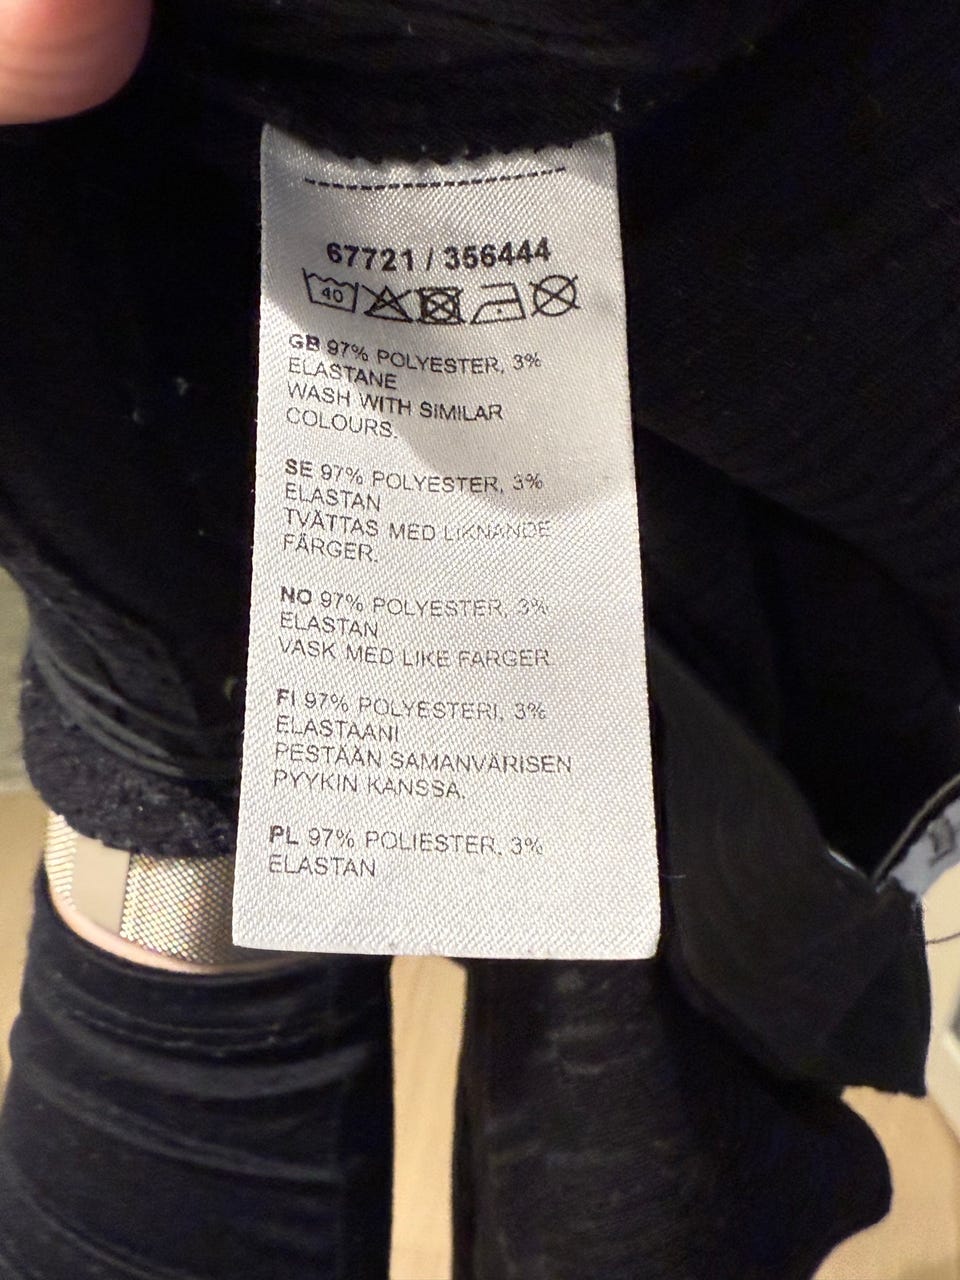 67721 / 356444
40
GB 97% POLYESTER, 3%
ELASTANE
WASH WITH SIMILAR
COLOURS.
SE 97% POLYESTER, 3%
ELASTAN
TVÄTTAS MED LIKNANDE
FÄRGER.
NO 97% POLYESTER, 3%
ELASTAN
VASK MED LIKE FARGER
FI 97% POLYESTERI, 3%
ELASTAANI
PESTÄÄN SAMANVÄRISEN
PYYKIN KANSSA.
PL 97% POLIESTER, 3%
ELASTAN